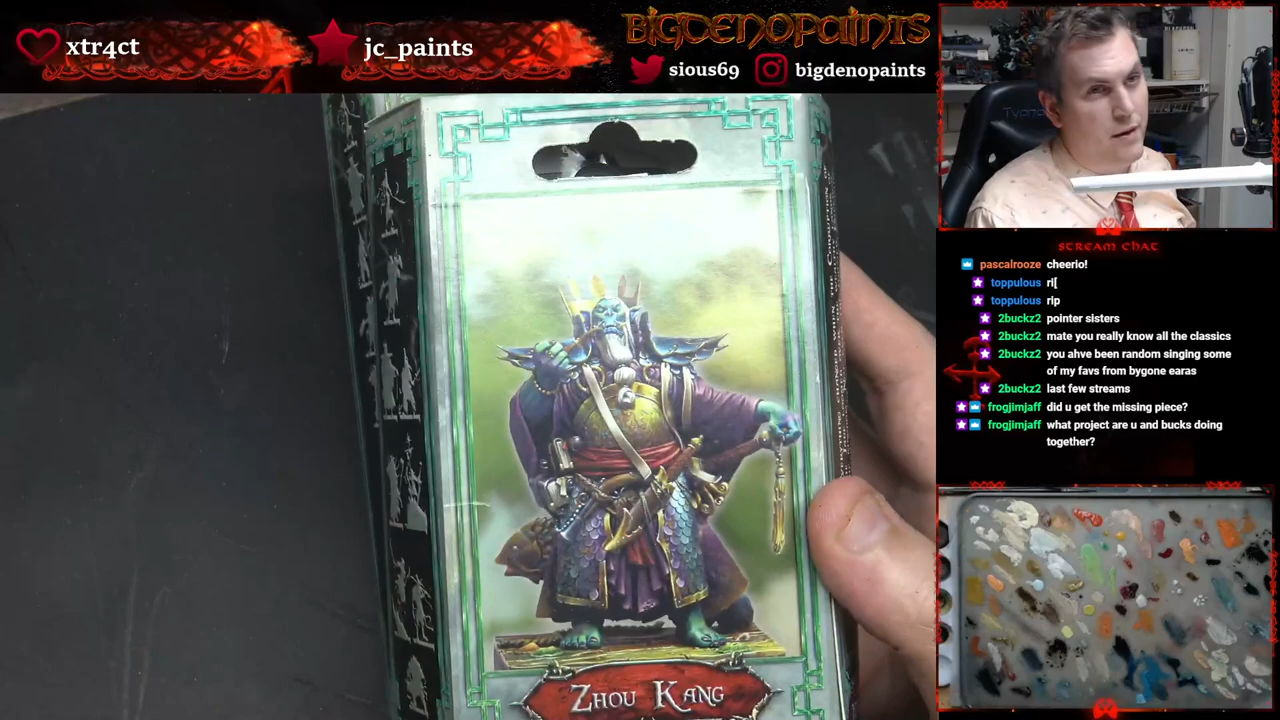 xtr4ct
jc_paints
BIGDENOPAINTS
sious69
bigdenopaints
STREAM CHAT
pascalrooze cheerio!
toppulous ri[
toppulous rip
2buckz2 pointer sisters
2buckz2 mate you really know all the classics
2buckz2 you ahve been random singing some
of my favs from bygone earas
2buckz2 last few streams
frogjimjaff did u get the missing piece?
frogjimjaff what project are u and bucks doing
together?
ZHOU KANG